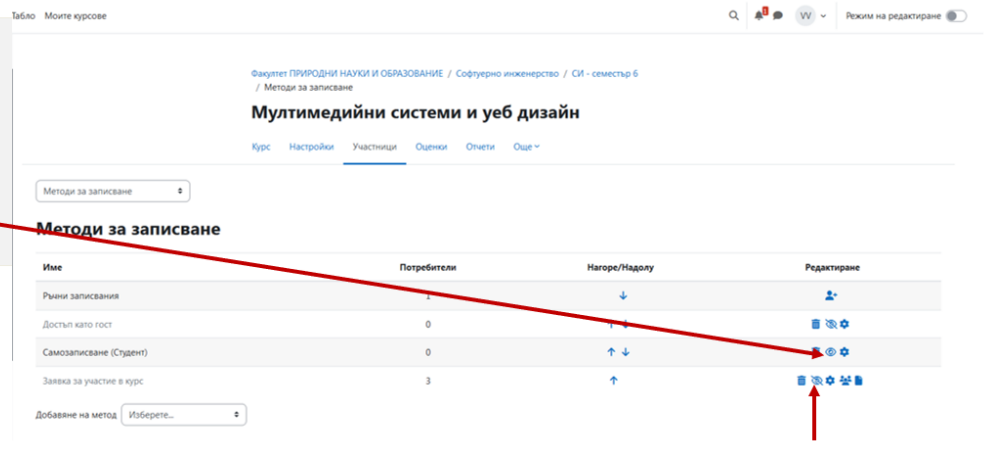 Табло Моите курсове VV Режим на редактиране
Факултет ПРИРОДНИ НАУКИ И ОБРАЗОВАНИЕ / Софтуерно инженерство / СИ - семестър 6
/ Методи за записване
Мултимедийни системи и уеб дизайн
Курс Настройки Участници Оценки Отчети Още
Методи за записване
Методи за записване
Име Потребители Нагоре/Надолу Редактиране
Ръчни записвания 1
Достъп като гост 0
Самозаписване (Студент) 0
Заявка за участие в курс 3
Добавяне на метод Изберете...